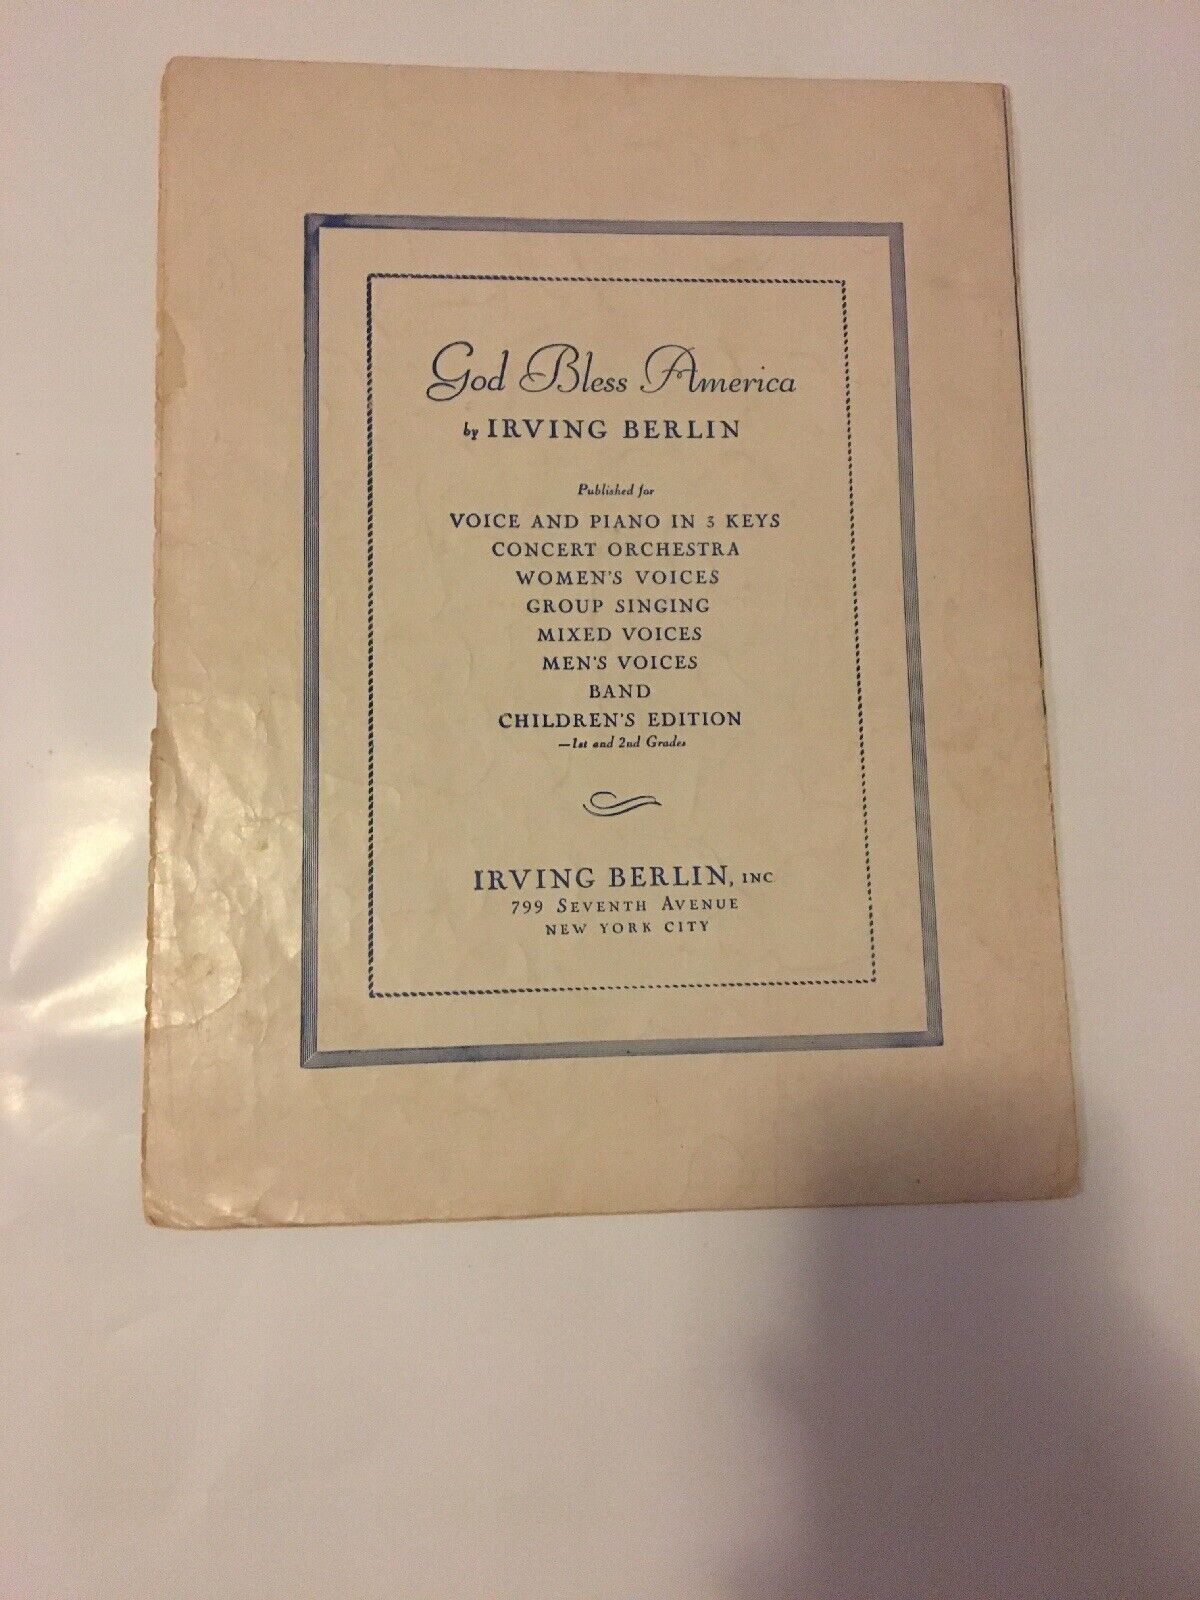 God Bless America
by IRVING BERLIN
Published for
VOICE AND PIANO IN 3 KEYS
CONCERT ORCHESTRA
WOMEN'S VOICES
GROUP SINGING
MIXED VOICES
MEN'S VOICES
BAND
CHILDREN'S EDITION
—1st and 2nd Grades
IRVING BERLIN, INC
799 SEVENTH AVENUE
NEW YORK CITY